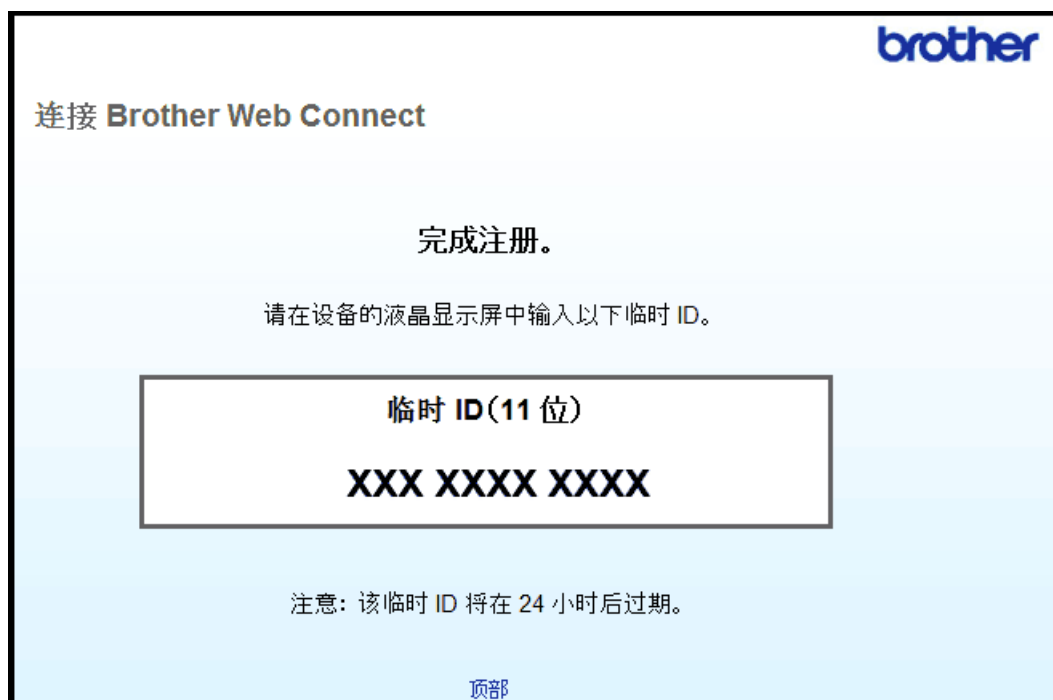 brother
连接 Brother Web Connect
完成注册。
请在设备的液晶显示屏中输入以下临时 ID。
临时 ID(11 位)
XXX XXXX XXXX
注意: 该临时 ID 将在 24 小时后过期。
顶部